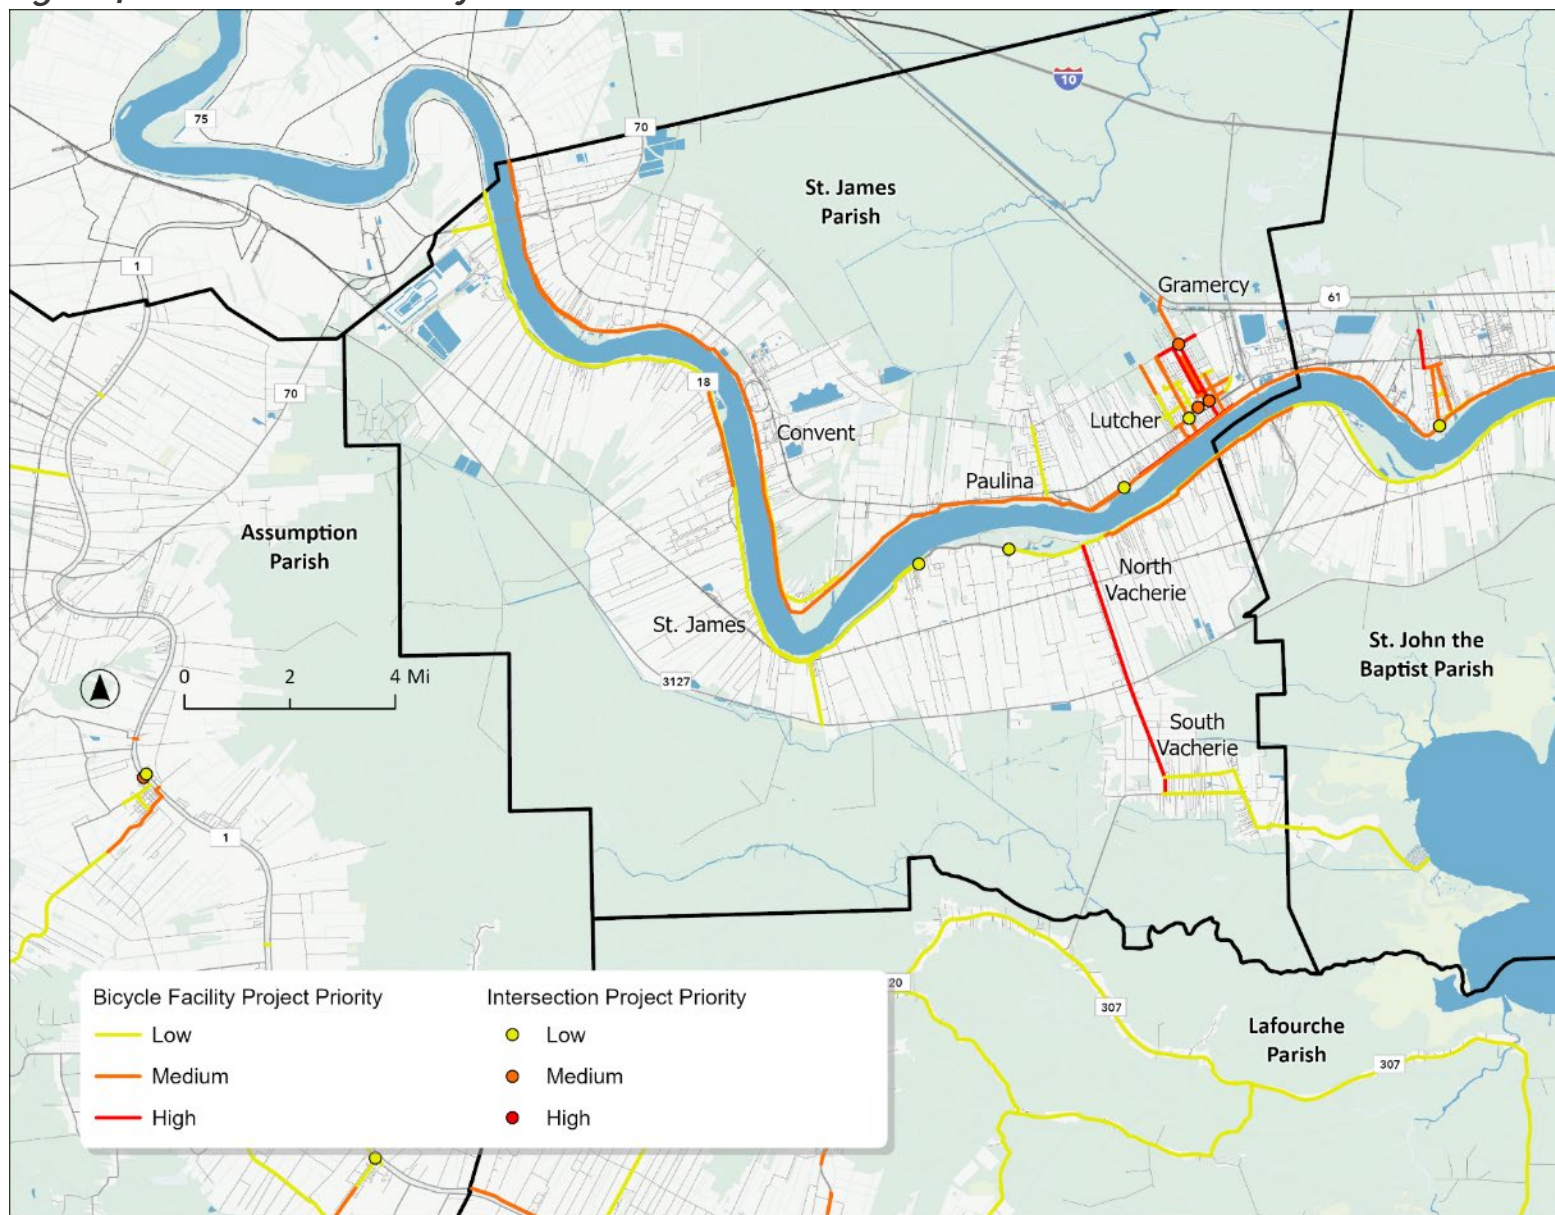 75
70
10
St. James
Parish
1
Gramercy
61
70
18
Convent
Lutcher
Paulina
Assumption
Parish
North
Vacherie
St. James
St. John the
Baptist Parish
0 2 4 Mi
3127
South
Vacherie
1
20
307
Lafourche
Parish
307
Bicycle Facility Project Priority
Low
Medium
High
Intersection Project Priority
Low
Medium
High